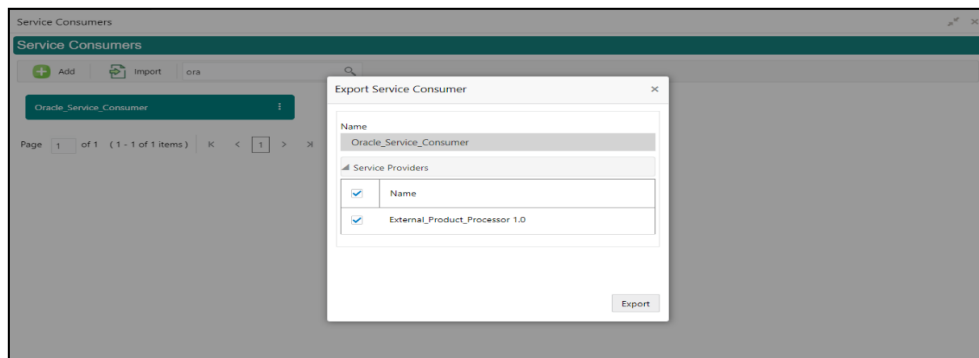 Service Consumers
Service Consumers
Add Import ora
Oracle_Service_Consumer
Page 1 of 1 (1 - 1 of 1 items) K < 1 > >|
Export Service Consumer
Name
Oracle_Service_Consumer
Service Providers
Name
External_Product_Processor 1.0
Export